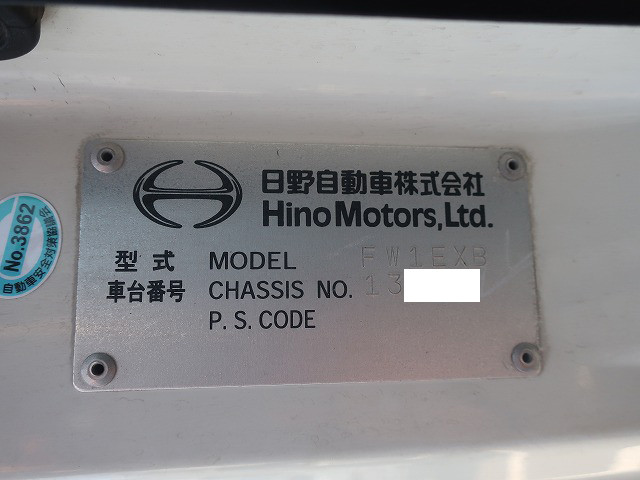 日野自動車株式会社
Hino Motors, Ltd.
型式 MODEL FW1EXB
車台番号 CHASSIS NO. 13
P.S. CODE
No.3862